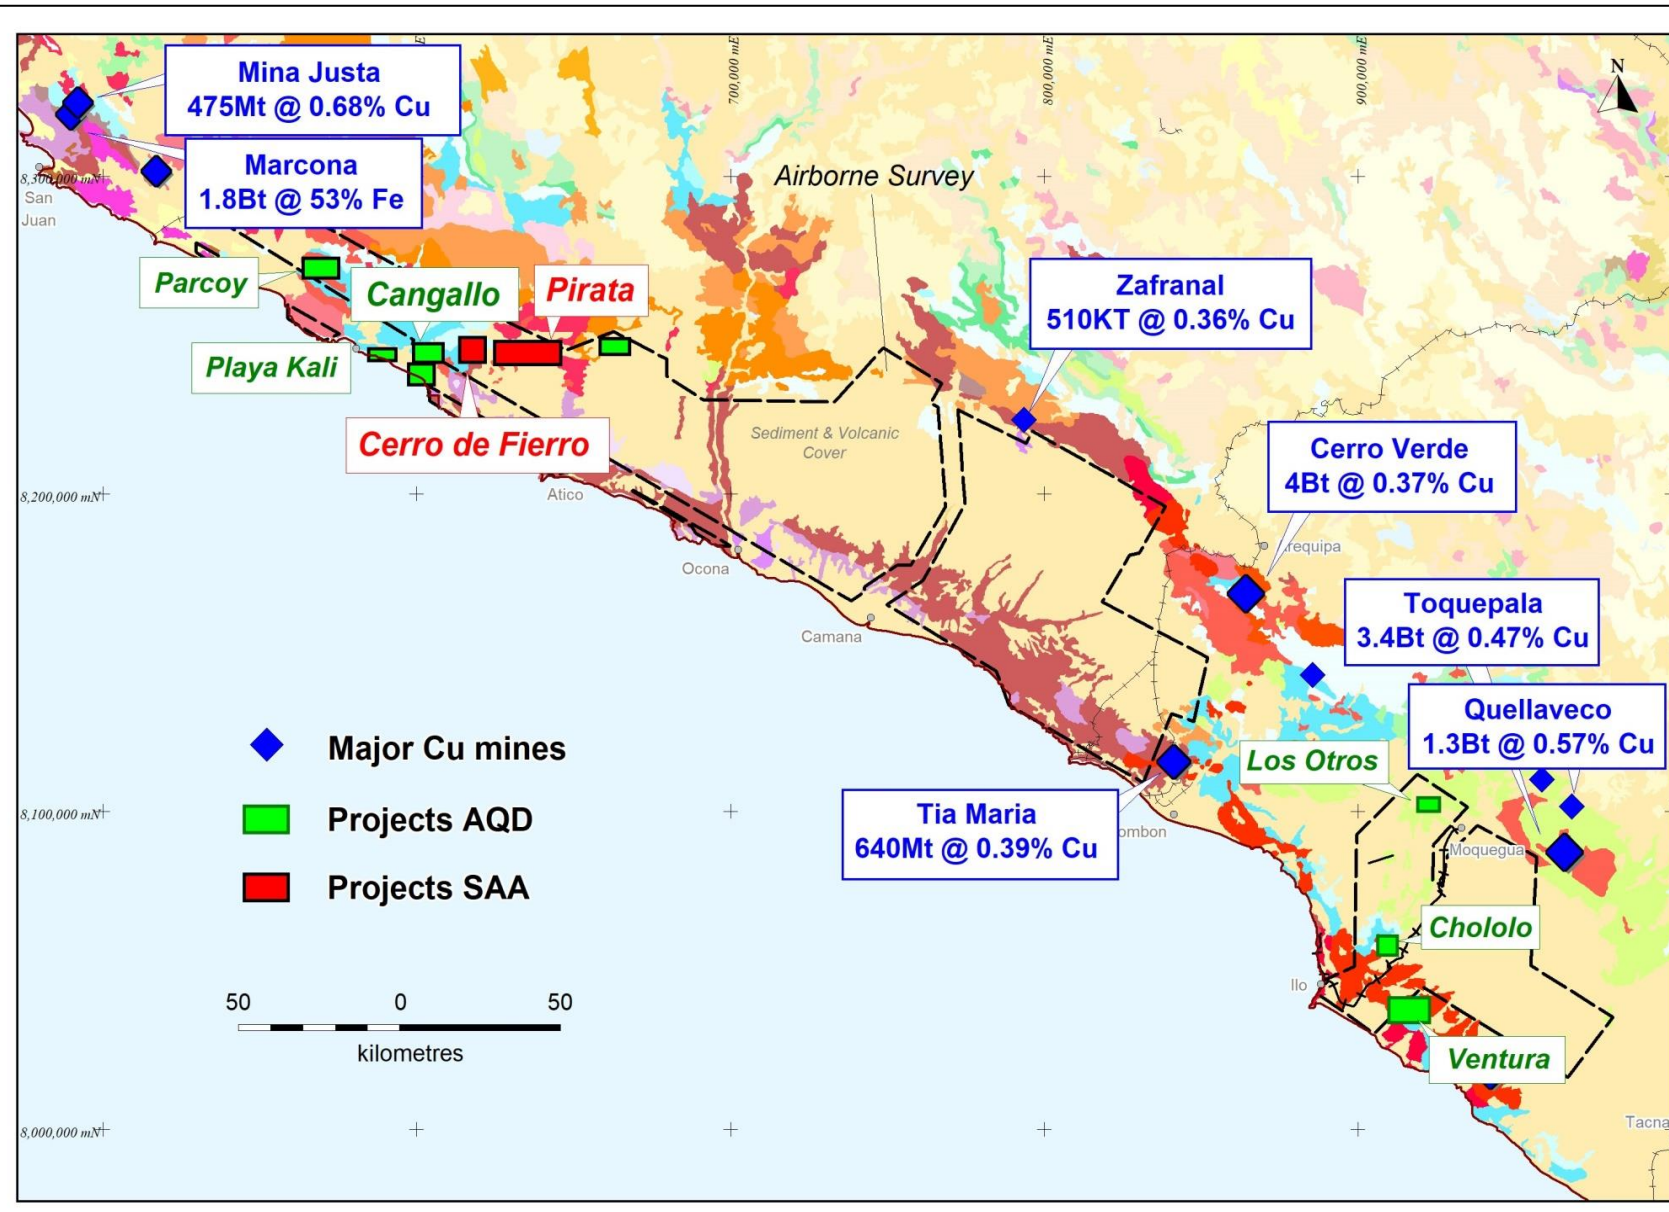 700,000 mE
800,000 mE
900,000 mE
N
Mina Justa
475Mt @ 0.68% Cu
Marcona
1.8Bt @ 53% Fe
8,300,000 mN
San
Juan
Airborne Survey
Parcoy
Cangallo
Pirata
Zafranal
510KT @ 0.36% Cu
Playa Kali
Cerro de Fierro
Sediment & Volcanic
Cover
Cerro Verde
4Bt @ 0.37% Cu
8,200,000 mN
Atico
Ocona
Arequipa
Camana
Toquepala
3.4Bt @ 0.47% Cu
Quellaveco
1.3Bt @ 0.57% Cu
Los Otros
Major Cu mines
Projects AQD
Projects SAA
8,100,000 mN
Tia Maria
640Mt @ 0.39% Cu
ombon
Moquegua
Chololo
Ilo
Ventura
50 0 50
kilometres
8,000,000 mN
Tacna